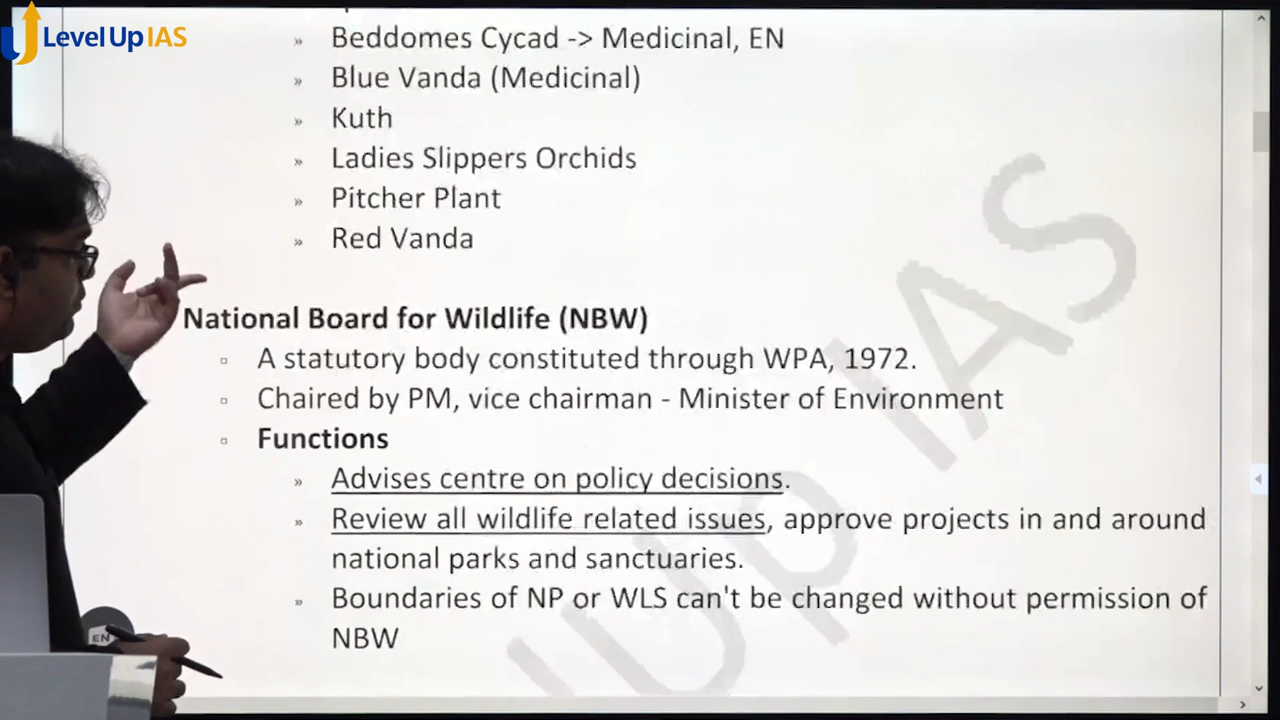 Level Up IAS
» Beddomes Cycad -> Medicinal, EN
» Blue Vanda (Medicinal)
» Kuth
» Ladies Slippers Orchids
» Pitcher Plant
» Red Vanda
National Board for Wildlife (NBW)
▫ A statutory body constituted through WPA, 1972.
▫ Chaired by PM, vice chairman - Minister of Environment
▫ Functions
» Advises centre on policy decisions.
» Review all wildlife related issues, approve projects in and around
national parks and sanctuaries.
» Boundaries of NP or WLS can't be changed without permission of
NBW
EN
Up IAS